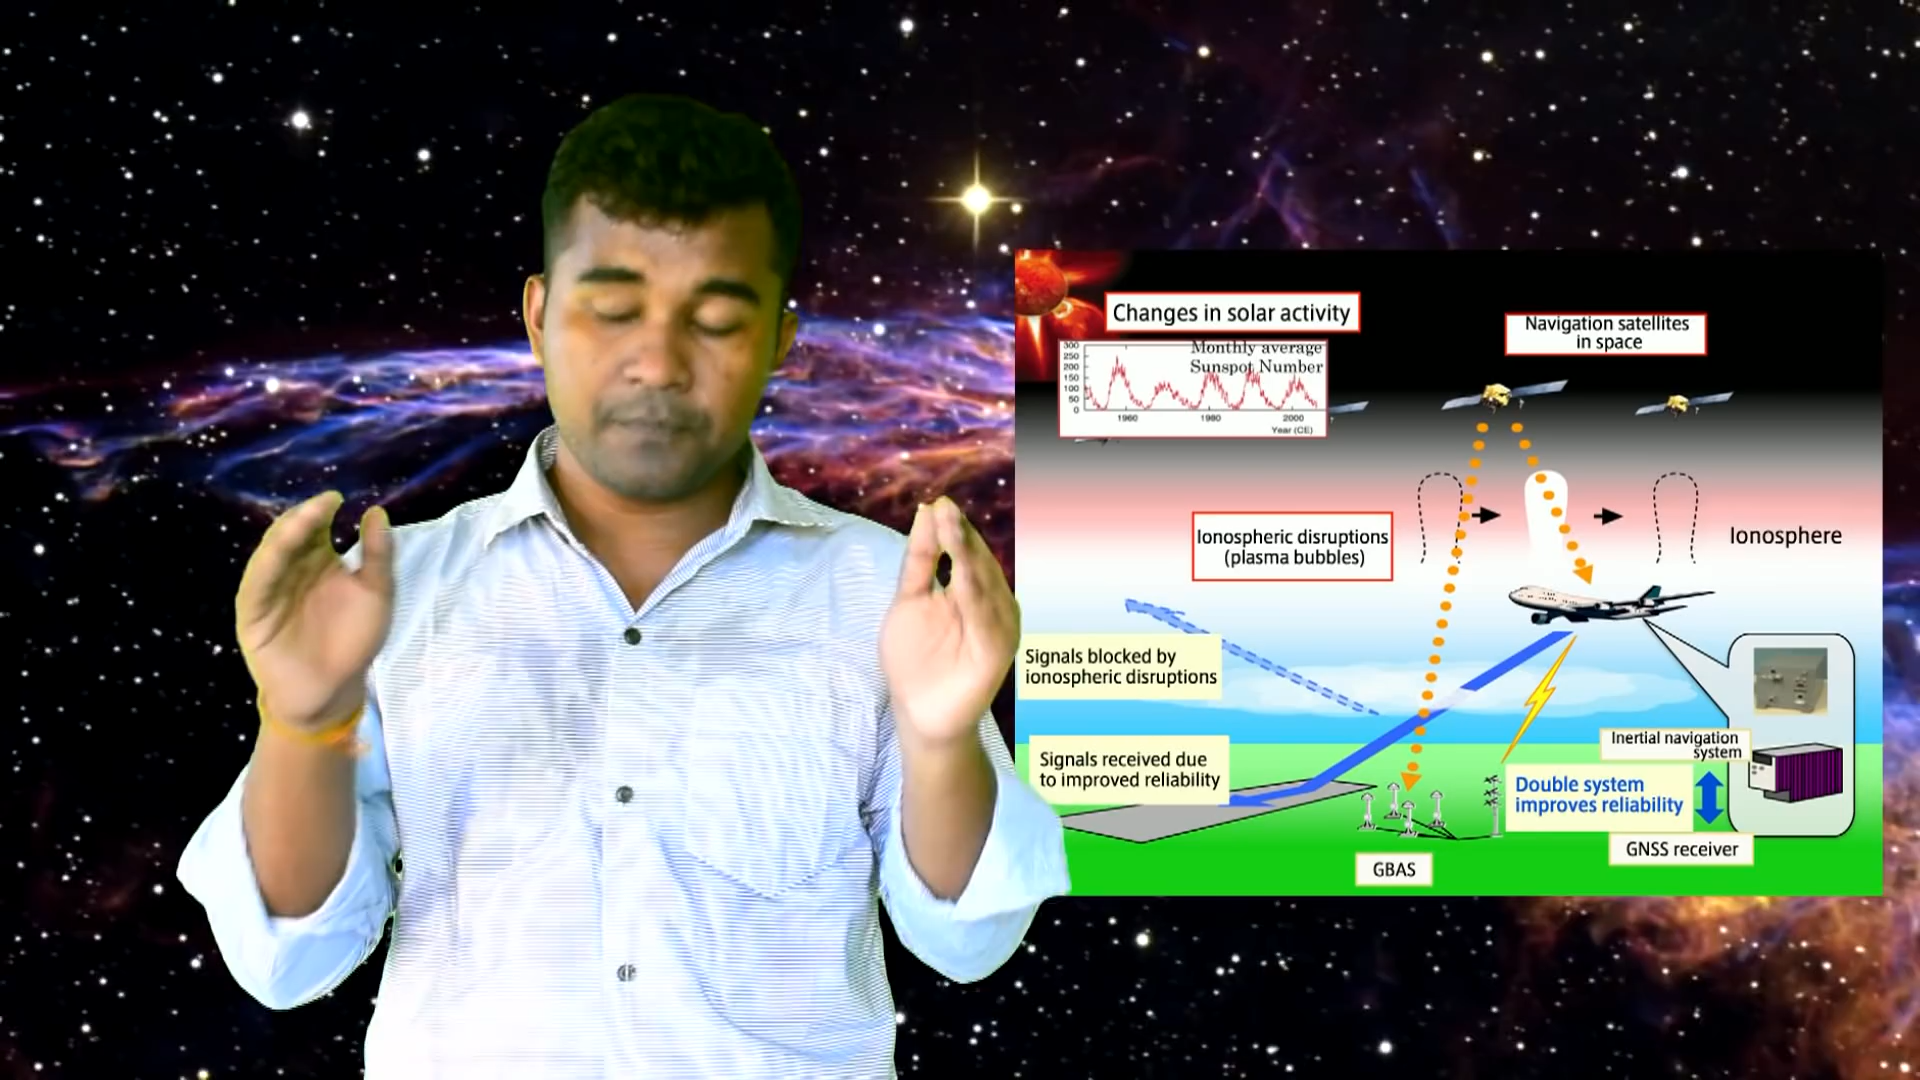 Changes in solar activity
Monthly average
Sunspot Number
300
250
200
150
100
50
0
1960
1980
2000
Year (CE)
Navigation satellites
in space
Ionospheric disruptions
(plasma bubbles)
Ionosphere
Signals blocked by
ionospheric disruptions
Signals received due
to improved reliability
Inertial navigation
system
Double system
improves reliability
GNSS receiver
GBAS